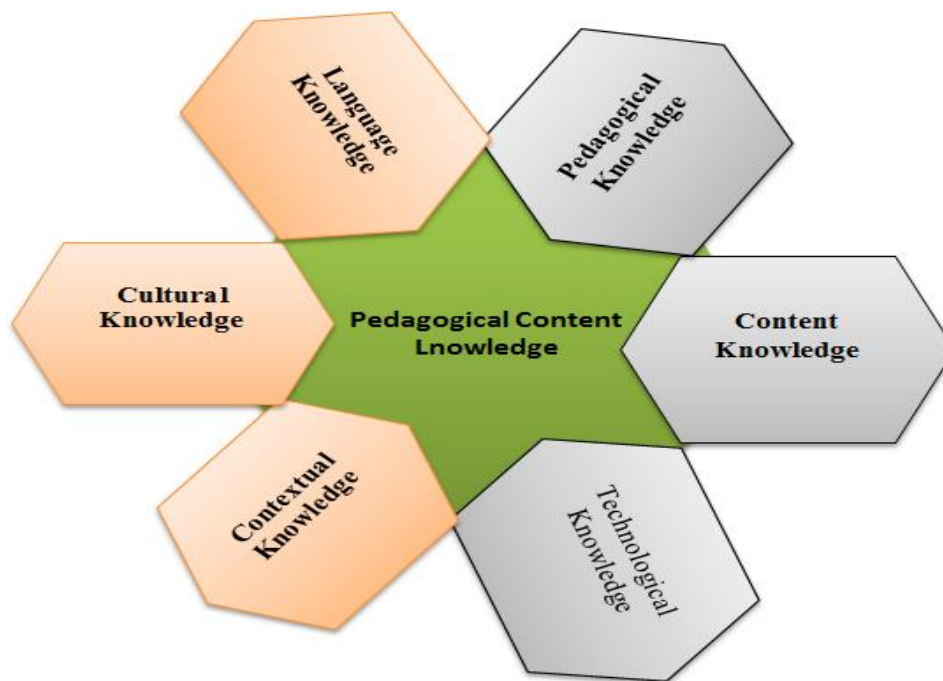 Language
Knowledge
Pedagogical
Knowledge
Cultural
Knowledge
Pedagogical Content
Lnowledge
Content
Knowledge
Contextual
Knowledge
Technological
Knowledge